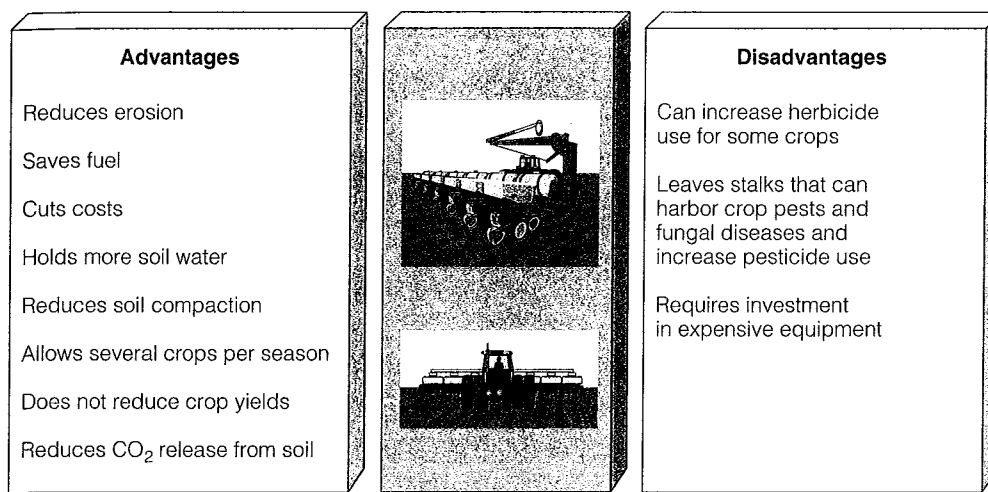 Advantages
Reduces erosion
Saves fuel
Cuts costs
Holds more soil water
Reduces soil compaction
Allows several crops per season
Does not reduce crop yields
Reduces CO₂ release from soil
Disadvantages
Can increase herbicide
use for some crops
Leaves stalks that can
harbor crop pests and
fungal diseases and
increase pesticide use
Requires investment
in expensive equipment